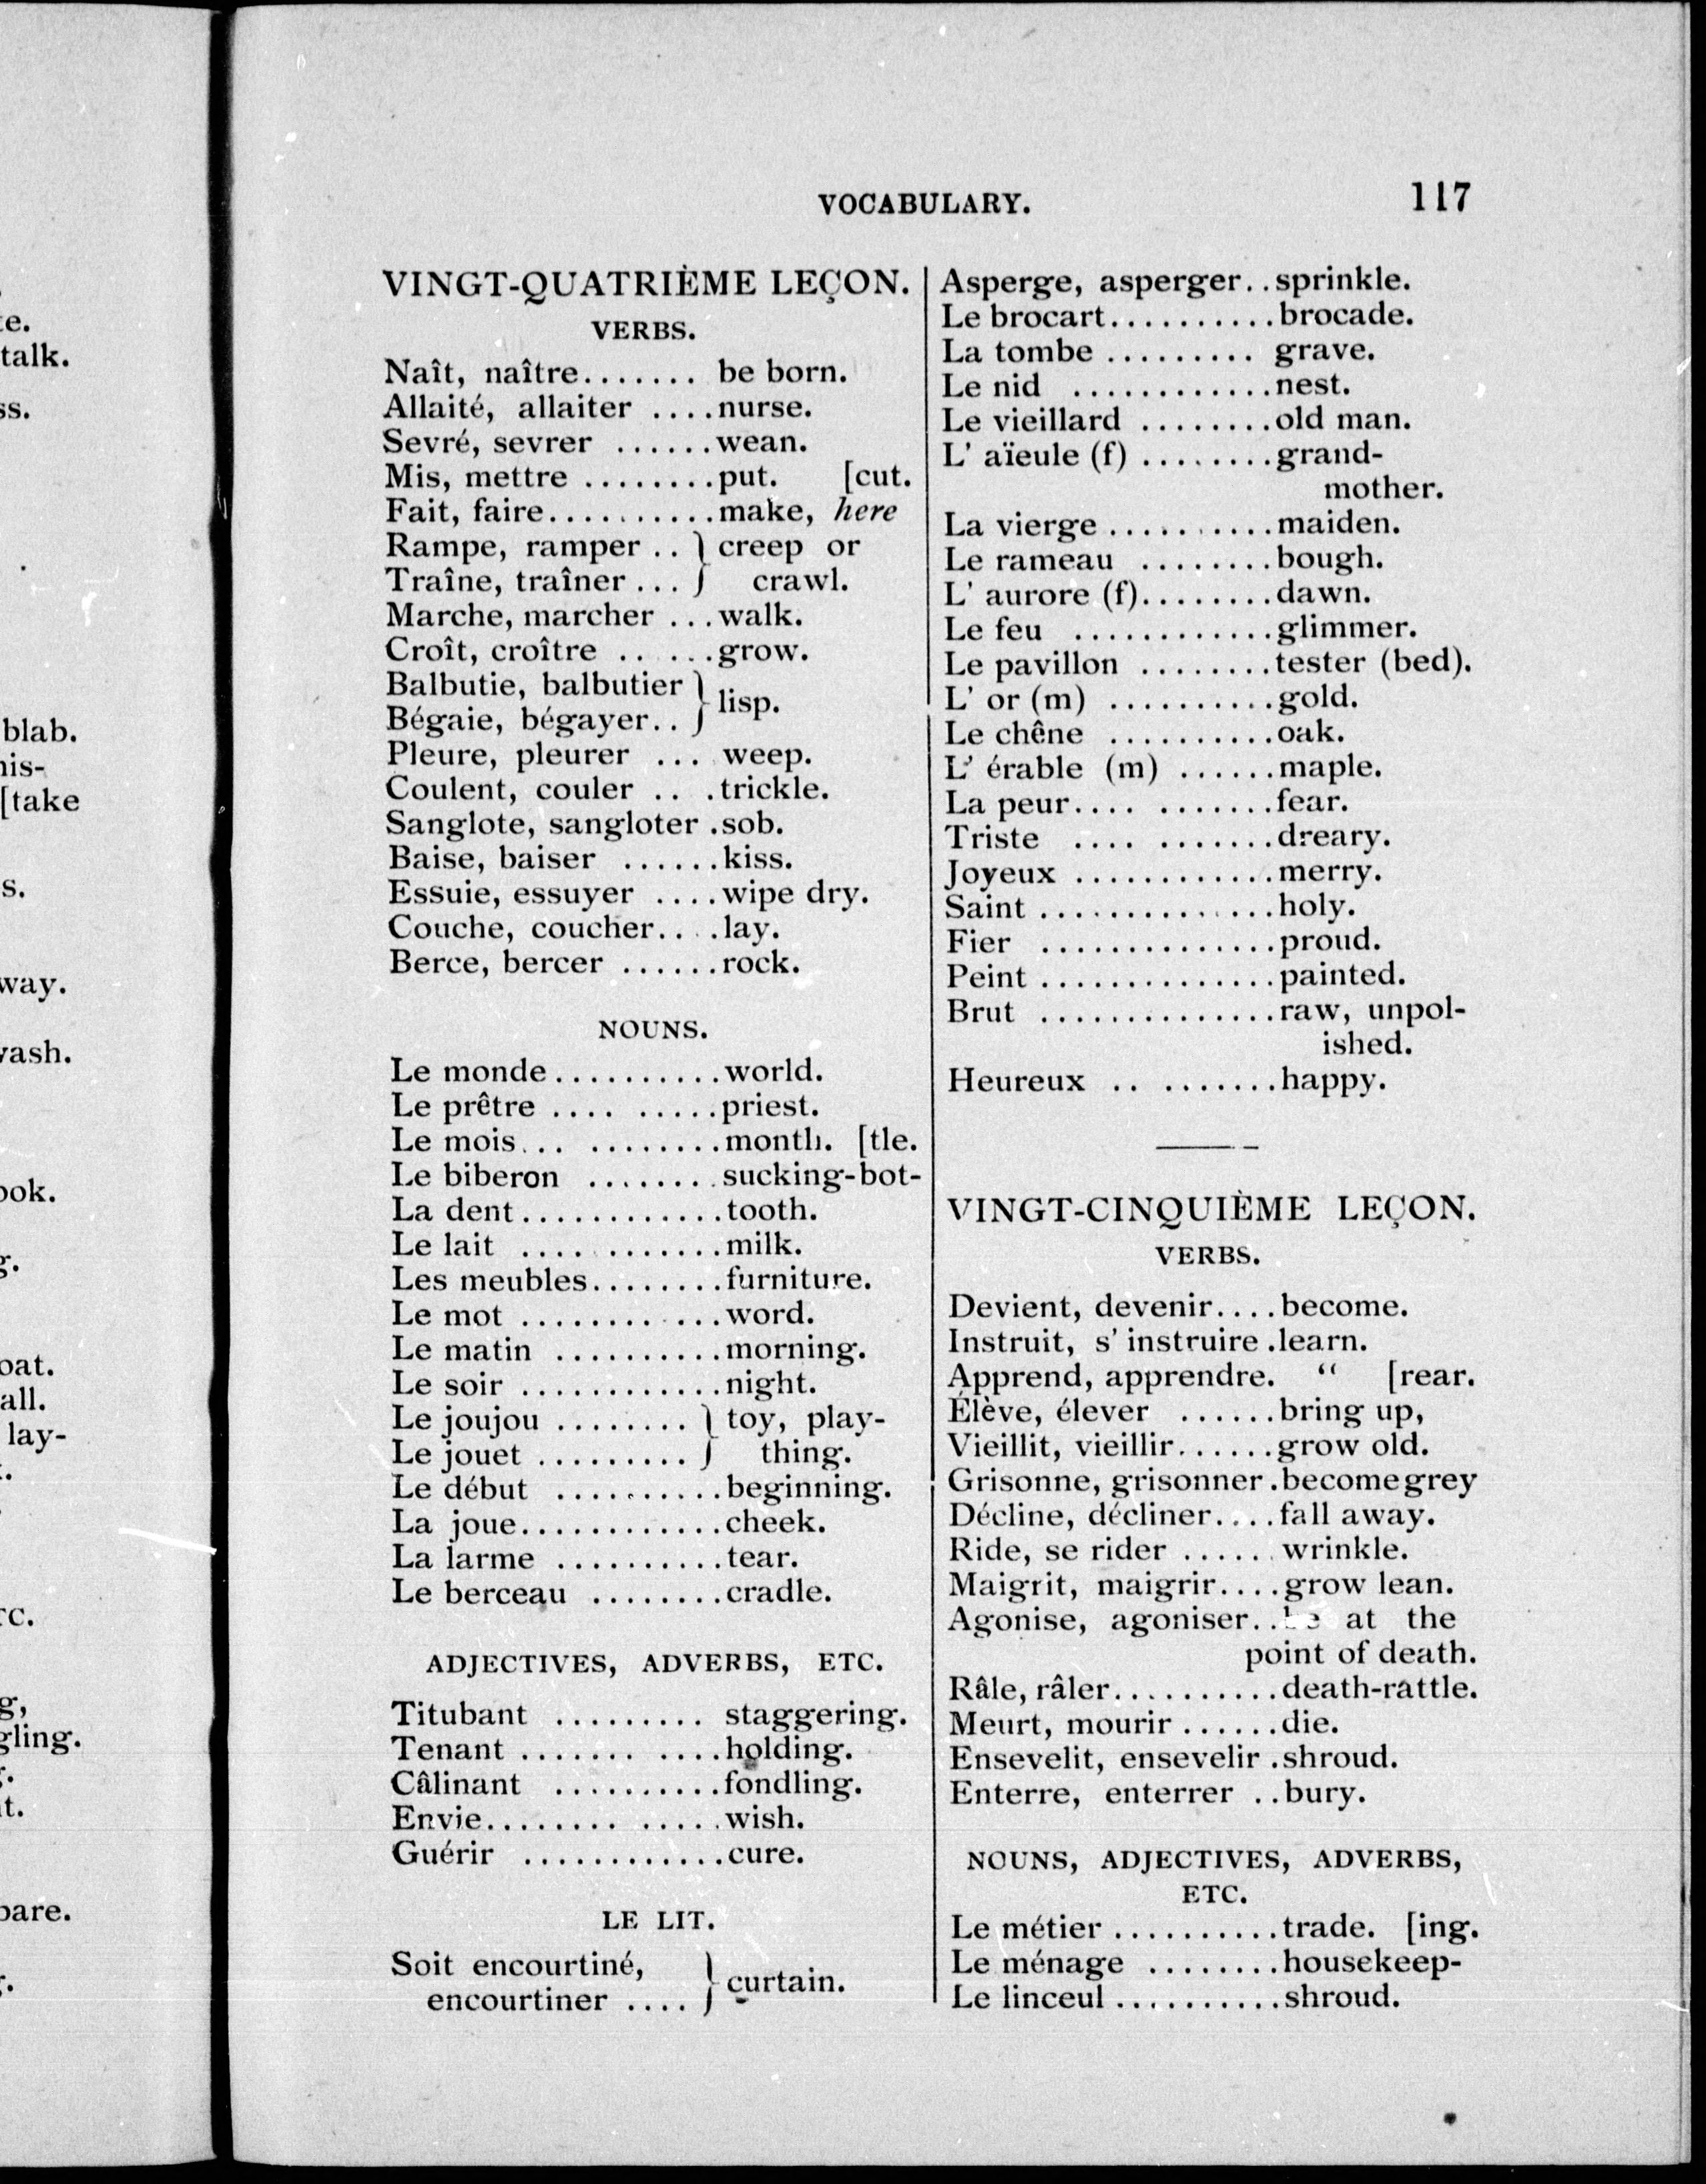 VOCABULARY. 117
VINGT-QUATRIÈME LEÇON.
VERBS.
Naît, naître....... be born.
Allaité, allaiter ....nurse.
Sevré, sevrer ......wean.
Mis, mettre ........put. [cut.
Fait, faire..........make, here
Rampe, ramper .. } creep or
Traîne, traîner ... } crawl.
Marche, marcher ...walk.
Croît, croître ......grow.
Balbutie, balbutier } lisp.
Bégaie, bégayer.. }
Pleure, pleurer ... weep.
Coulent, couler .. .trickle.
Sanglote, sangloter .sob.
Baise, baiser ......kiss.
Essuie, essuyer ....wipe dry.
Couche, coucher....lay.
Berce, bercer ......rock.
NOUNS.
Le monde..........world.
Le prêtre .... .....priest.
Le mois... ........month. [tle.
Le biberon ........sucking-bot-
La dent............tooth.
Le lait ............milk.
Les meubles........furniture.
Le mot ............word.
Le matin ..........morning.
Le soir ............night.
Le joujou ........ } toy, play-
Le jouet ......... } thing.
Le début ..........beginning.
La joue............cheek.
La larme ..........tear.
Le berceau ........cradle.
ADJECTIVES, ADVERBS, ETC.
Titubant ......... staggering.
Tenant ....... ....holding.
Câlinant ..........fondling.
Envie........ .....wish.
Guérir ............cure.
LE LIT.
Soit encourtiné, } curtain.
encourtiner .... }
Asperge, asperger..sprinkle.
Le brocart..........brocade.
La tombe ......... grave.
Le nid ............nest.
Le vieillard ........old man.
L' aïeule (f) ........grand-
mother.
La vierge ..........maiden.
Le rameau ........bough.
L' aurore (f)........dawn.
Le feu ............glimmer.
Le pavillon ........tester (bed).
L' or (m) ..........gold.
Le chêne ..........oak.
L' érable (m) ......maple.
La peur.... .......fear.
Triste .... .......dreary.
Joyeux ............merry.
Saint ..............holy.
Fier ..............proud.
Peint ..............painted.
Brut ..............raw, unpol-
ished.
Heureux .. .......happy.
VINGT-CINQUIÈME LEÇON.
VERBS.
Devient, devenir....become.
Instruit, s' instruire .learn.
Apprend, apprendre. “ [rear.
Élève, élever ......bring up,
Vieillit, vieillir......grow old.
Grisonne, grisonner .becomegrey
Décline, décliner....fall away.
Ride, se rider ......wrinkle.
Maigrit, maigrir....grow lean.
Agonise, agoniser..be at the
point of death.
Râle, râler..........death-rattle.
Meurt, mourir ......die.
Ensevelit, ensevelir .shroud.
Enterre, enterrer ..bury.
NOUNS, ADJECTIVES, ADVERBS,
ETC.
Le métier ..........trade. [ing.
Le ménage ........housekeep-
Le linceul ..........shroud.
talk.
blab.
[take
way.
lay-